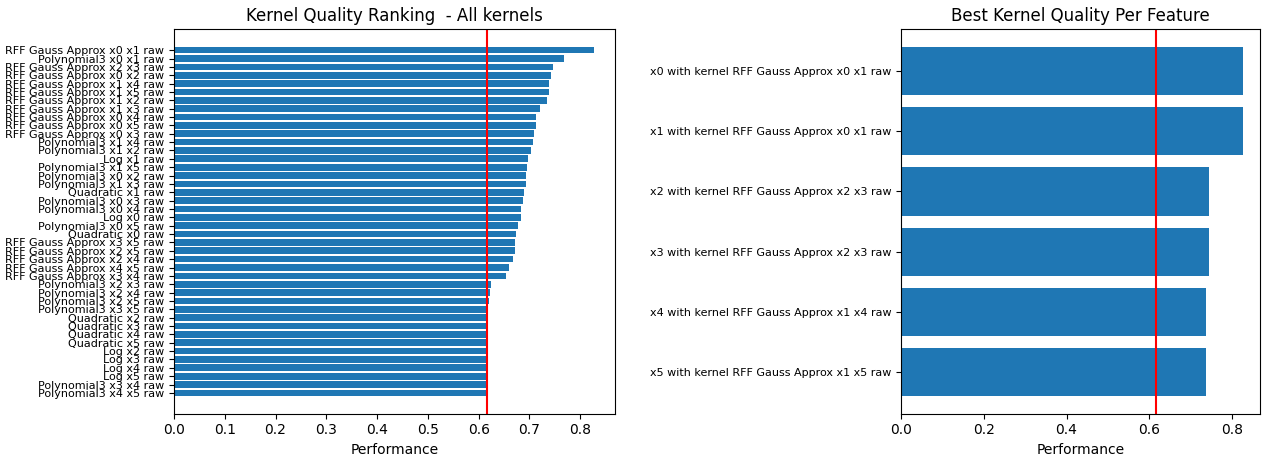 Kernel Quality Ranking  - All kernels
RFF Gauss Approx x0 x1 raw
Polynomial3 x0 x1 raw
RFF Gauss Approx x2 x3 raw
RFF Gauss Approx x0 x2 raw
RFF Gauss Approx x1 x4 raw
RFF Gauss Approx x1 x5 raw
RFF Gauss Approx x1 x2 raw
RFF Gauss Approx x1 x3 raw
RFF Gauss Approx x0 x4 raw
RFF Gauss Approx x0 x5 raw
RFF Gauss Approx x0 x3 raw
Polynomial3 x1 x4 raw
Polynomial3 x1 x2 raw
Log x1 raw
Polynomial3 x1 x5 raw
Polynomial3 x0 x2 raw
Polynomial3 x1 x3 raw
Quadratic x1 raw
Polynomial3 x0 x3 raw
Polynomial3 x0 x4 raw
Log x0 raw
Polynomial3 x0 x5 raw
Quadratic x0 raw
RFF Gauss Approx x3 x5 raw
RFF Gauss Approx x2 x5 raw
RFF Gauss Approx x2 x4 raw
RFF Gauss Approx x4 x5 raw
RFF Gauss Approx x3 x4 raw
Polynomial3 x2 x3 raw
Polynomial3 x2 x4 raw
Polynomial3 x2 x5 raw
Polynomial3 x3 x5 raw
Quadratic x2 raw
Quadratic x3 raw
Quadratic x4 raw
Quadratic x5 raw
Log x2 raw
Log x3 raw
Log x4 raw
Log x5 raw
Polynomial3 x3 x4 raw
Polynomial3 x4 x5 raw
0.0 0.1 0.2 0.3 0.4 0.5 0.6 0.7 0.8
Performance
Best Kernel Quality Per Feature
x0 with kernel RFF Gauss Approx x0 x1 raw
x1 with kernel RFF Gauss Approx x0 x1 raw
x2 with kernel RFF Gauss Approx x2 x3 raw
x3 with kernel RFF Gauss Approx x2 x3 raw
x4 with kernel RFF Gauss Approx x1 x4 raw
x5 with kernel RFF Gauss Approx x1 x5 raw
0.0 0.2 0.4 0.6 0.8
Performance